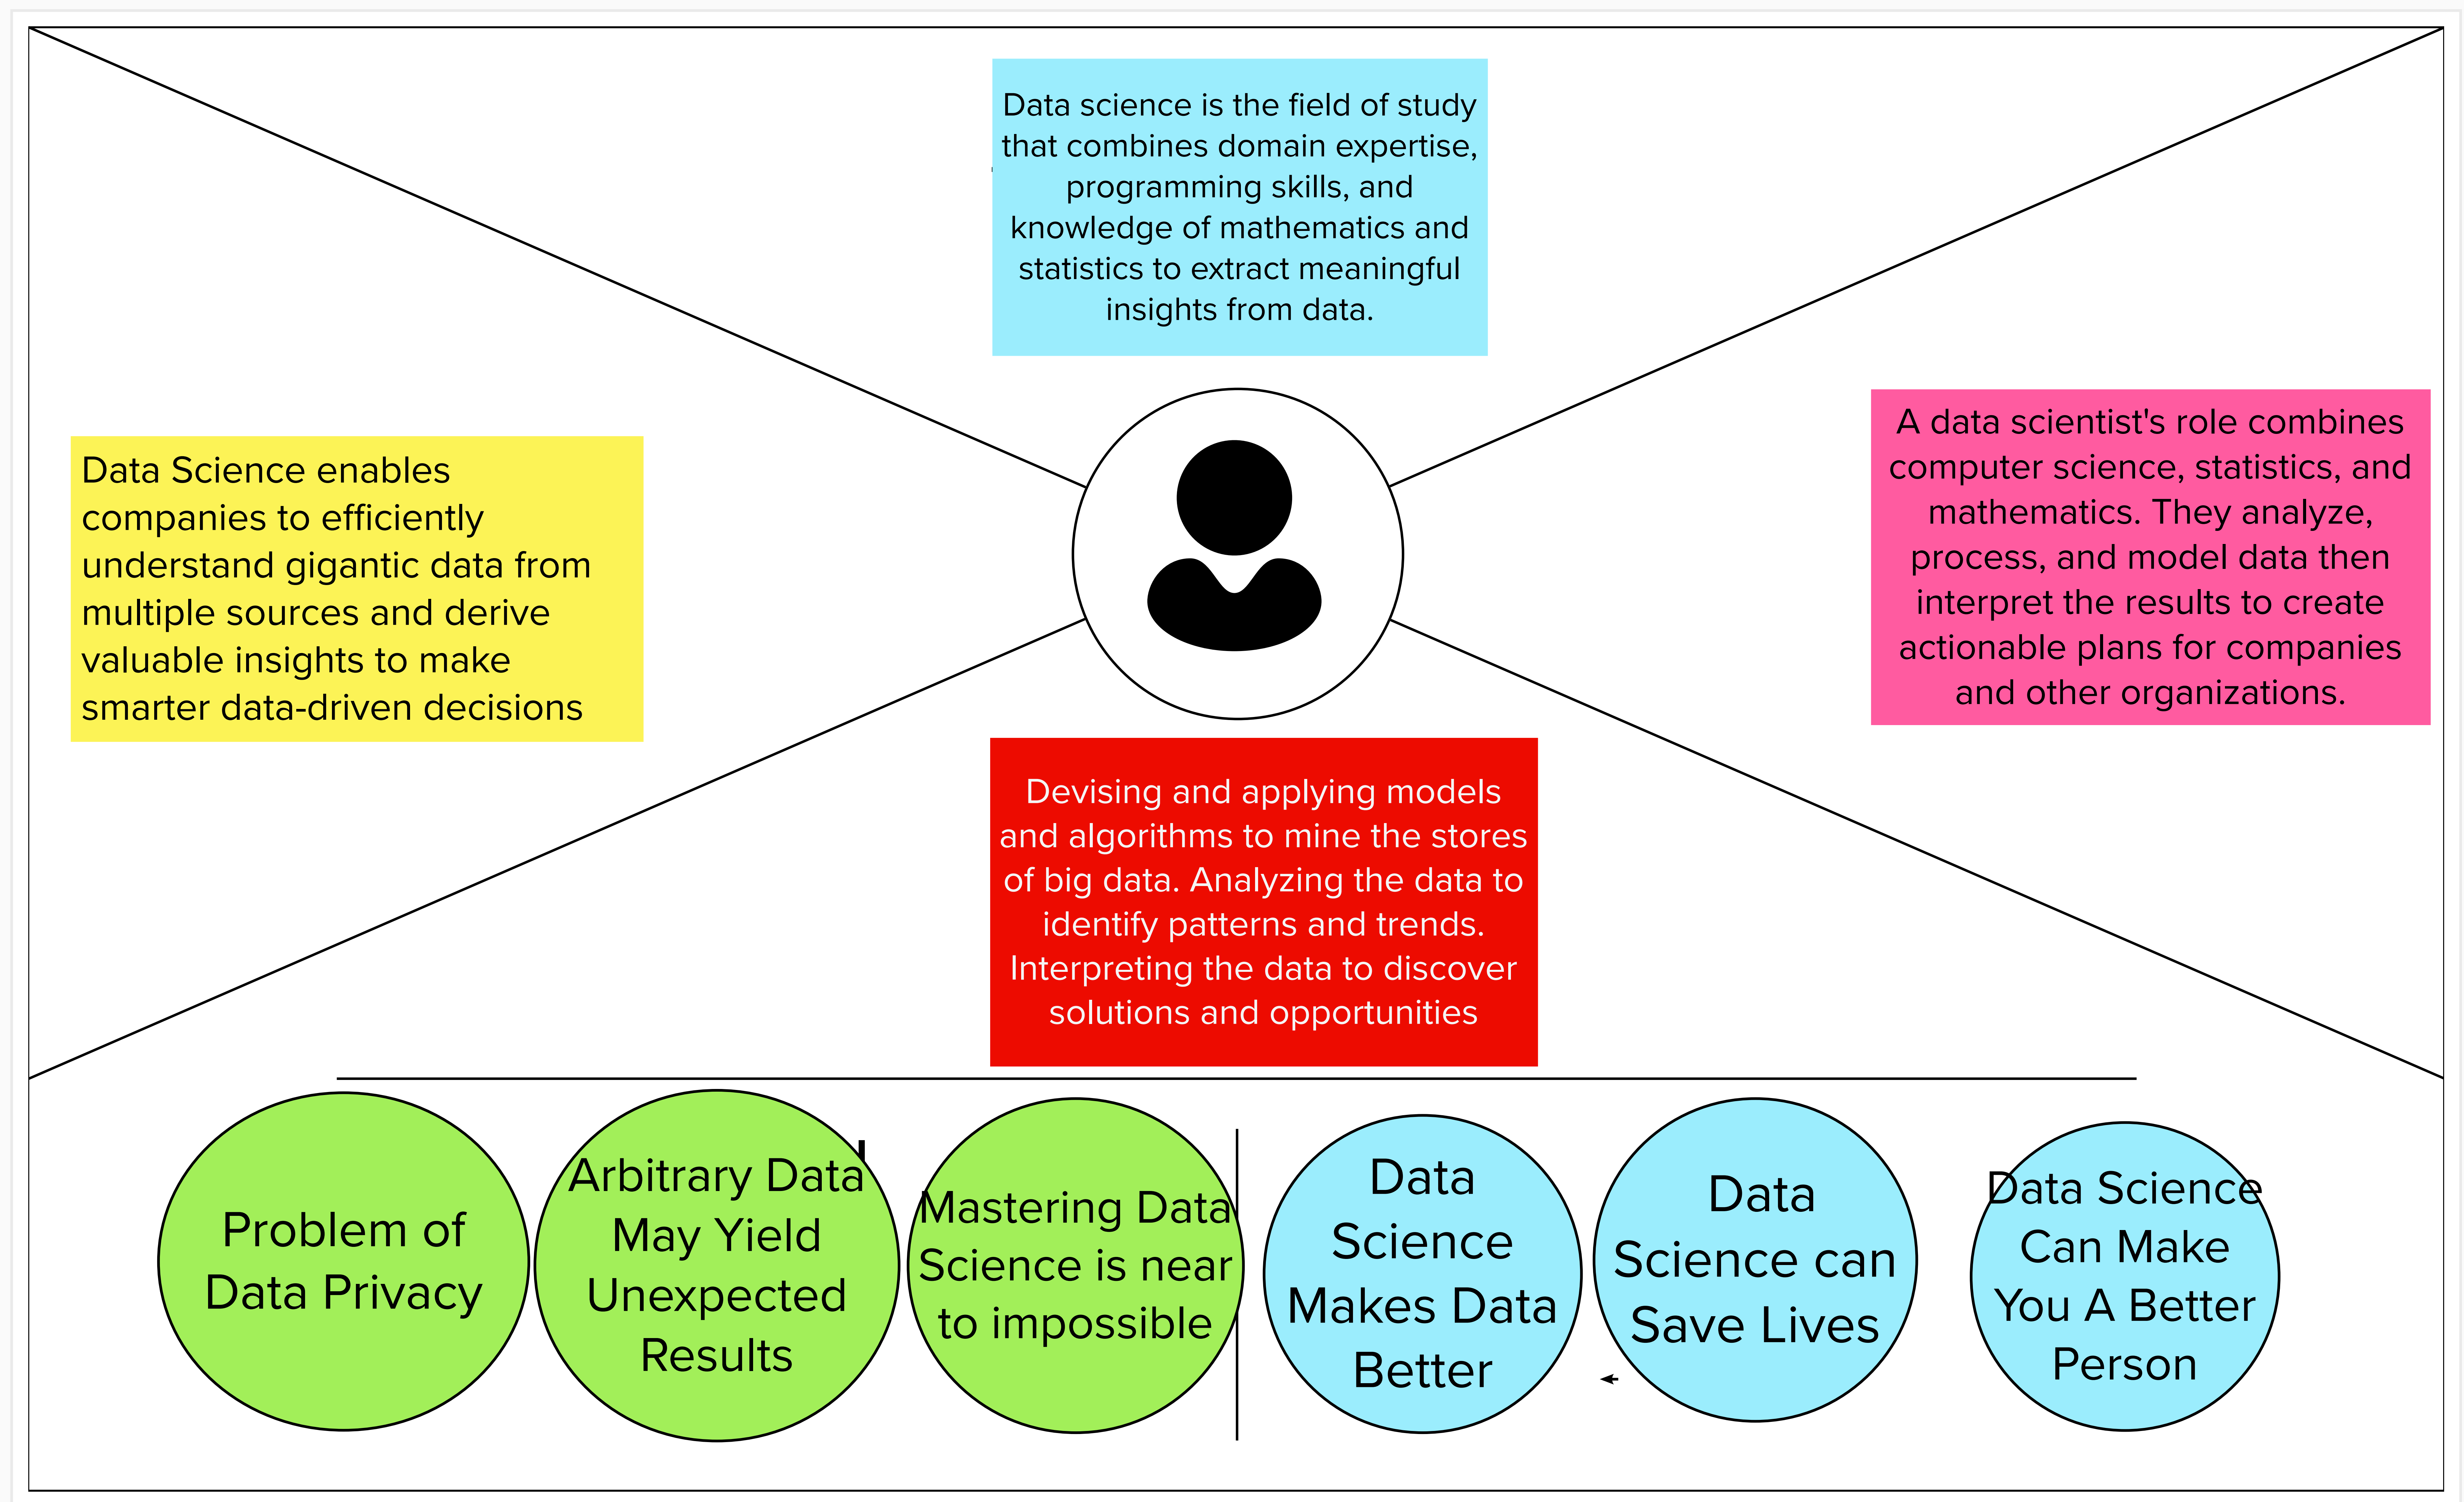 Data science is the field of study
that combines domain expertise,
programming skills, and
knowledge of mathematics and
statistics to extract meaningful
insights from data.
Data Science enables
companies to efficiently
understand gigantic data from
multiple sources and derive
valuable insights to make
smarter data-driven decisions
A data scientist's role combines
computer science, statistics, and
mathematics. They analyze,
process, and model data then
interpret the results to create
actionable plans for companies
and other organizations.
Devising and applying models
and algorithms to mine the stores
of big data. Analyzing the data to
identify patterns and trends.
Interpreting the data to discover
solutions and opportunities
Problem of
Data Privacy
Arbitrary Data
May Yield
Unexpected
Results
Mastering Data
Science is near
to impossible
Data
Science
Makes Data
Better
Data
Science can
Save Lives
Data Science
Can Make
You A Better
Person